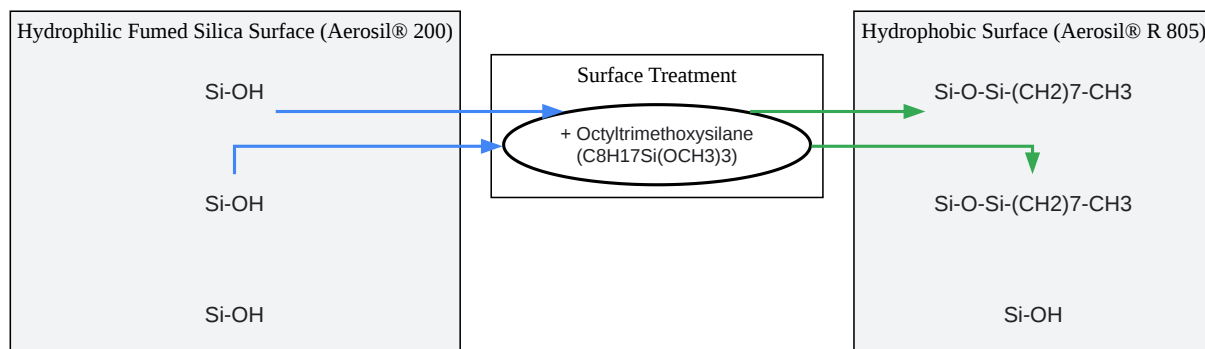 Hydrophilic Fumed Silica Surface (Aerosil® 200)
Si-OH
Si-OH
Si-OH
Surface Treatment
+ Octyltrimethoxysilane
(C8H17Si(OCH3)3)
Hydrophobic Surface (Aerosil® R 805)
Si-O-Si-(CH2)7-CH3
Si-O-Si-(CH2)7-CH3
Si-OH